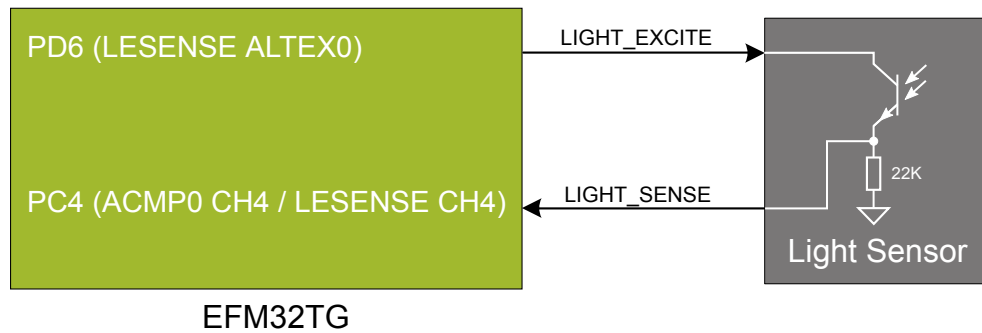 PD6 (LESENSE ALTEX0)
LIGHT_EXCITE
PC4 (ACMP0 CH4 / LESENSE CH4)
LIGHT_SENSE
22K
Light Sensor
EFM32TG